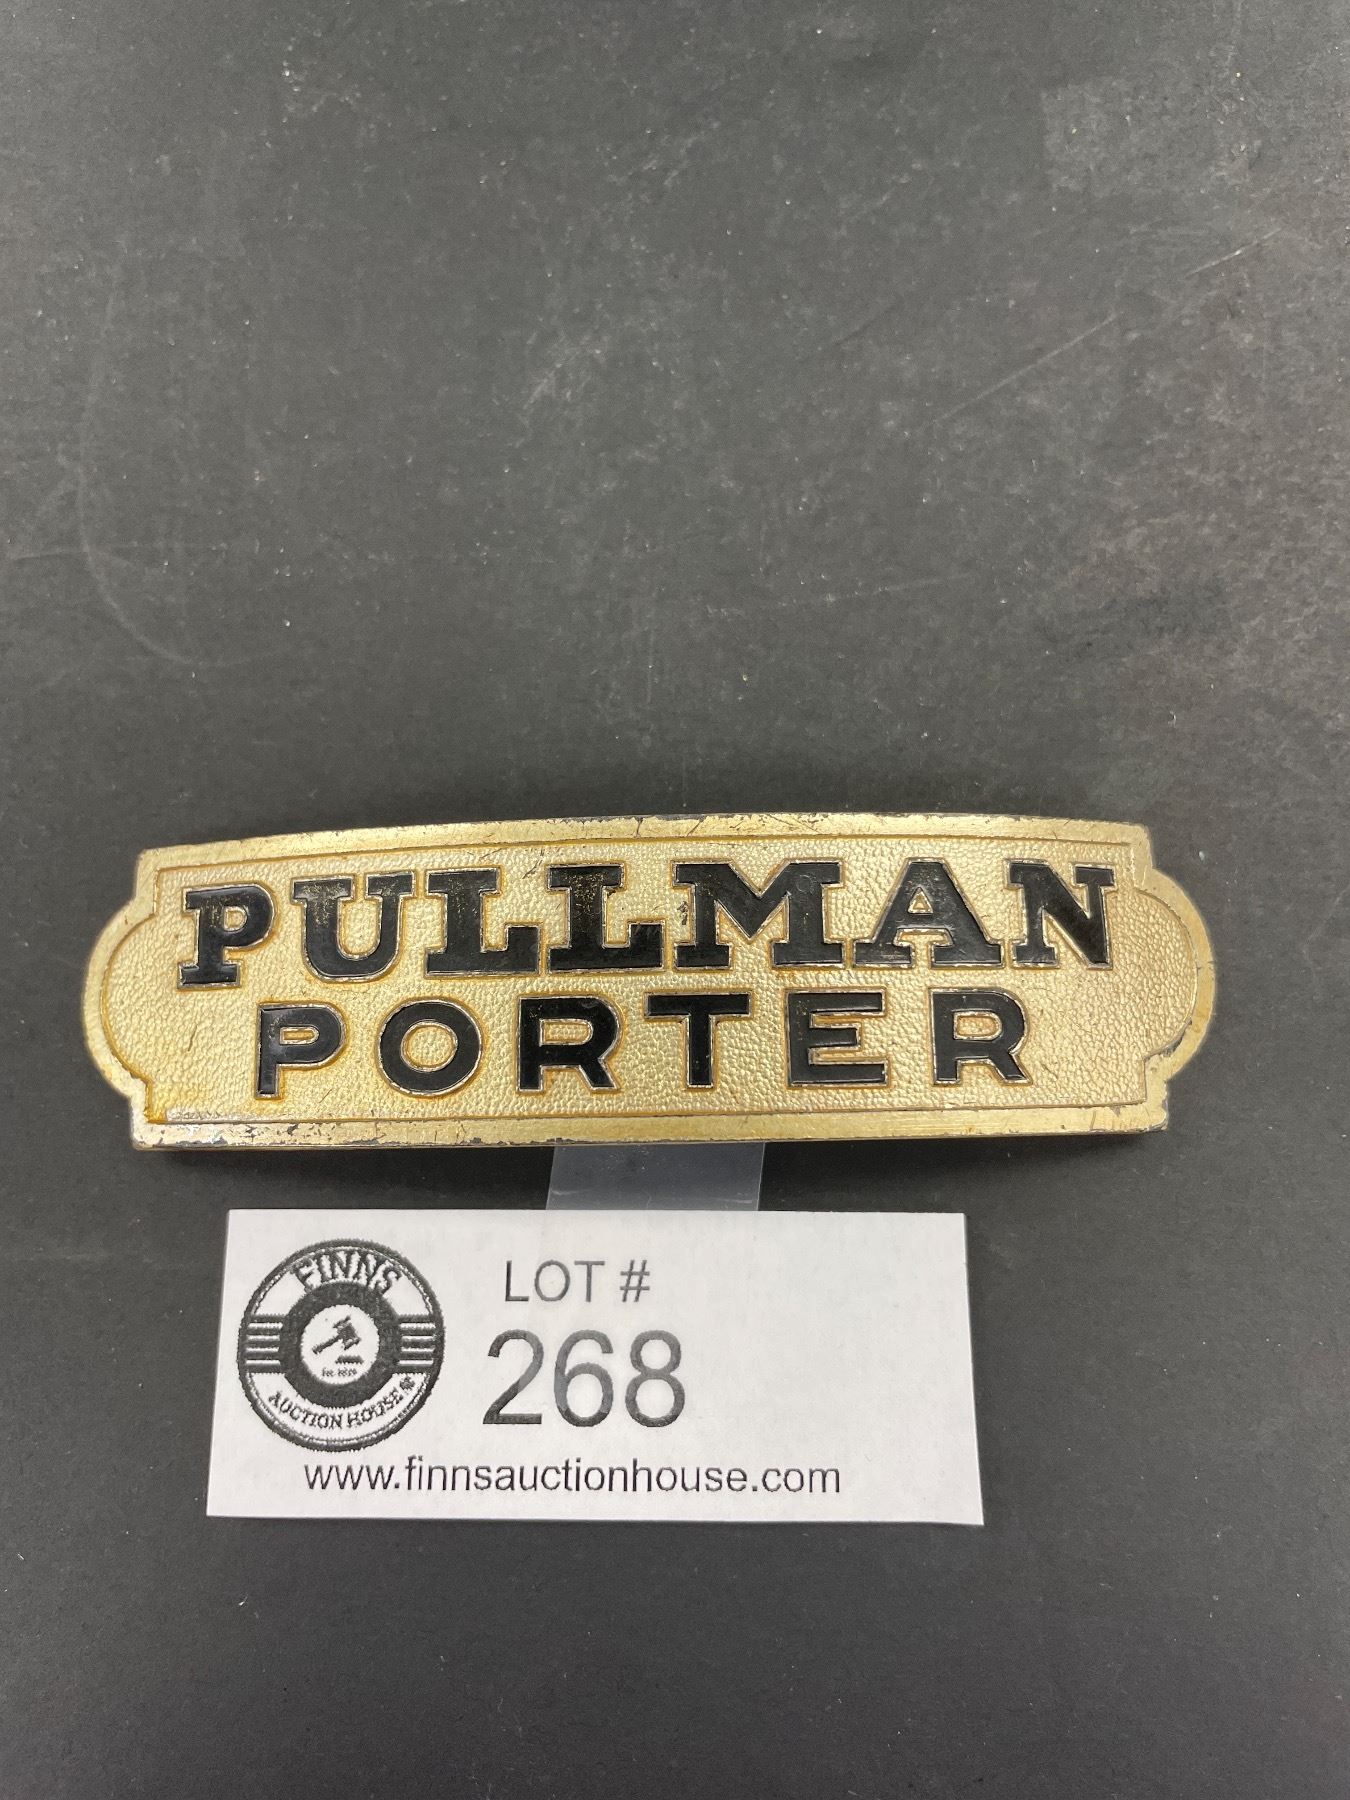 PULLMAN
PORTER
FINNS
AUCTION HOUSE
LOT #
268
www.finnsauctionhouse.com